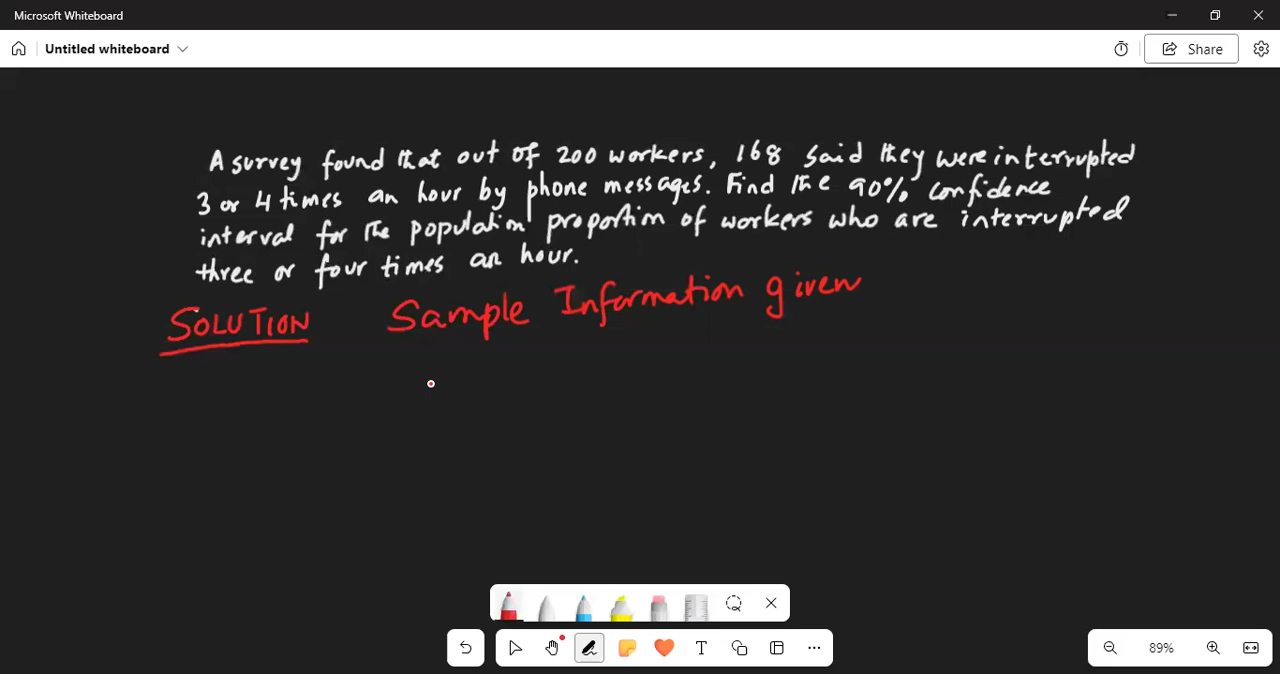 Microsoft Whiteboard
Untitled whiteboard
Share
A survey found that out of 200 workers, 168 said they were interrupted
3 or 4 times an hour by phone messages. Find the 90% confidence
interval for the population proportion of workers who are interrupted
three or four times an hour.
SOLUTION Sample Information given
89%